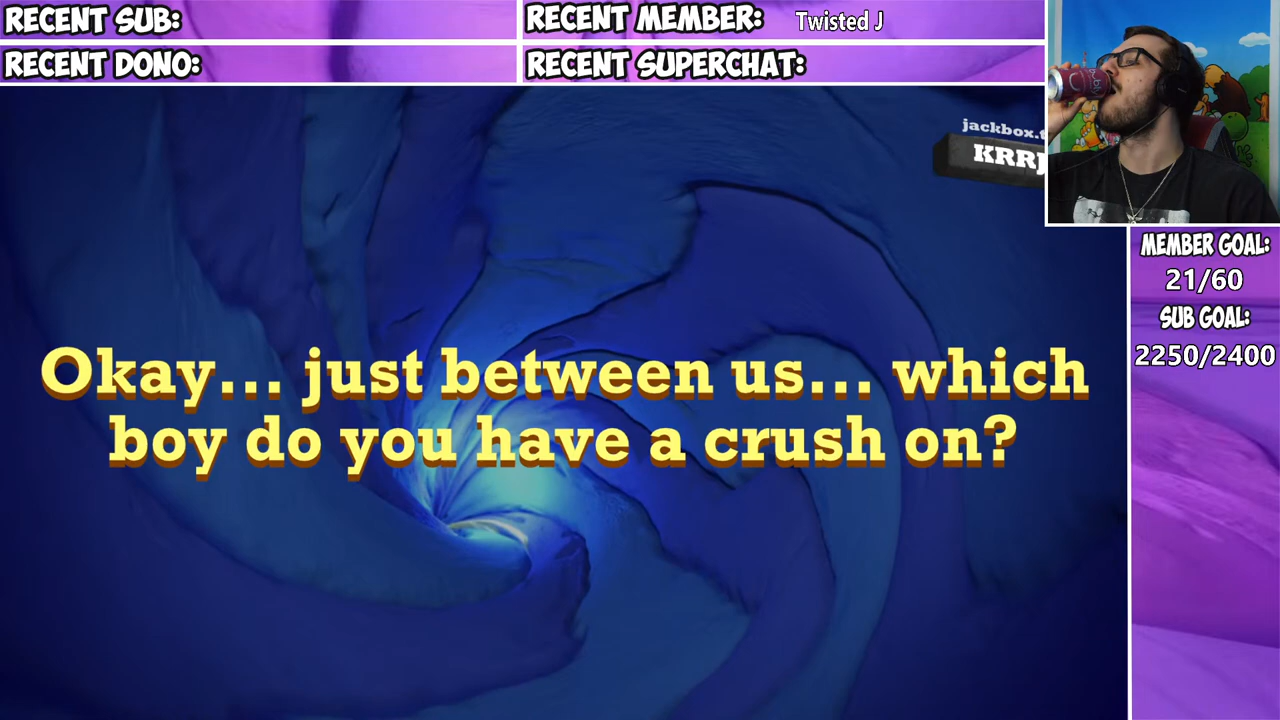 RECENT SUB:
RECENT MEMBER: Twisted J
RECENT DONO:
RECENT SUPERCHAT:
jackbox.t
KRRJ
MEMBER GOAL:
21/60
SUB GOAL:
2250/2400
Okay... just between us... which
boy do you have a crush on?